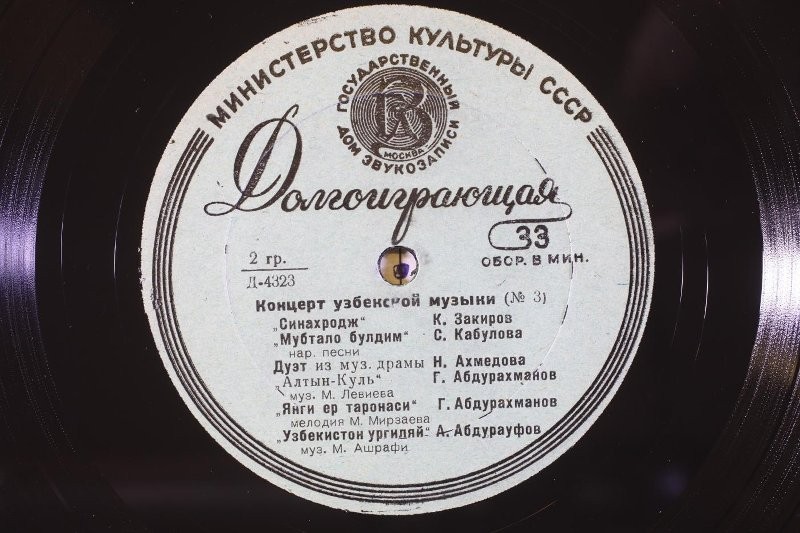 МИНИСТЕРСТВО КУЛЬТУРЫ СССР
ГОСУДАРСТВЕННЫЙ
ДОМ ЗВУКОЗАПИСИ
МОСКВА
Долгоиграющая
33
ОБОР. В МИН.
2 гр.
Д-4323
Концерт узбекской музыки (№ 3)
„Синахродж“ К. Закиров
„Мубтало булдим“ С. Кабулова
нар. песни
Дуэт из муз. драмы Н. Ахмедова
„Алтын-Куль“ Г. Абдурахманов
муз. М. Левиева
„Янги ер таронаси“ Г. Абдурахманов
мелодия М. Мирзаева
„Узбекистон ургидяй“ А. Абдурауфов
муз. М. Ашрафи